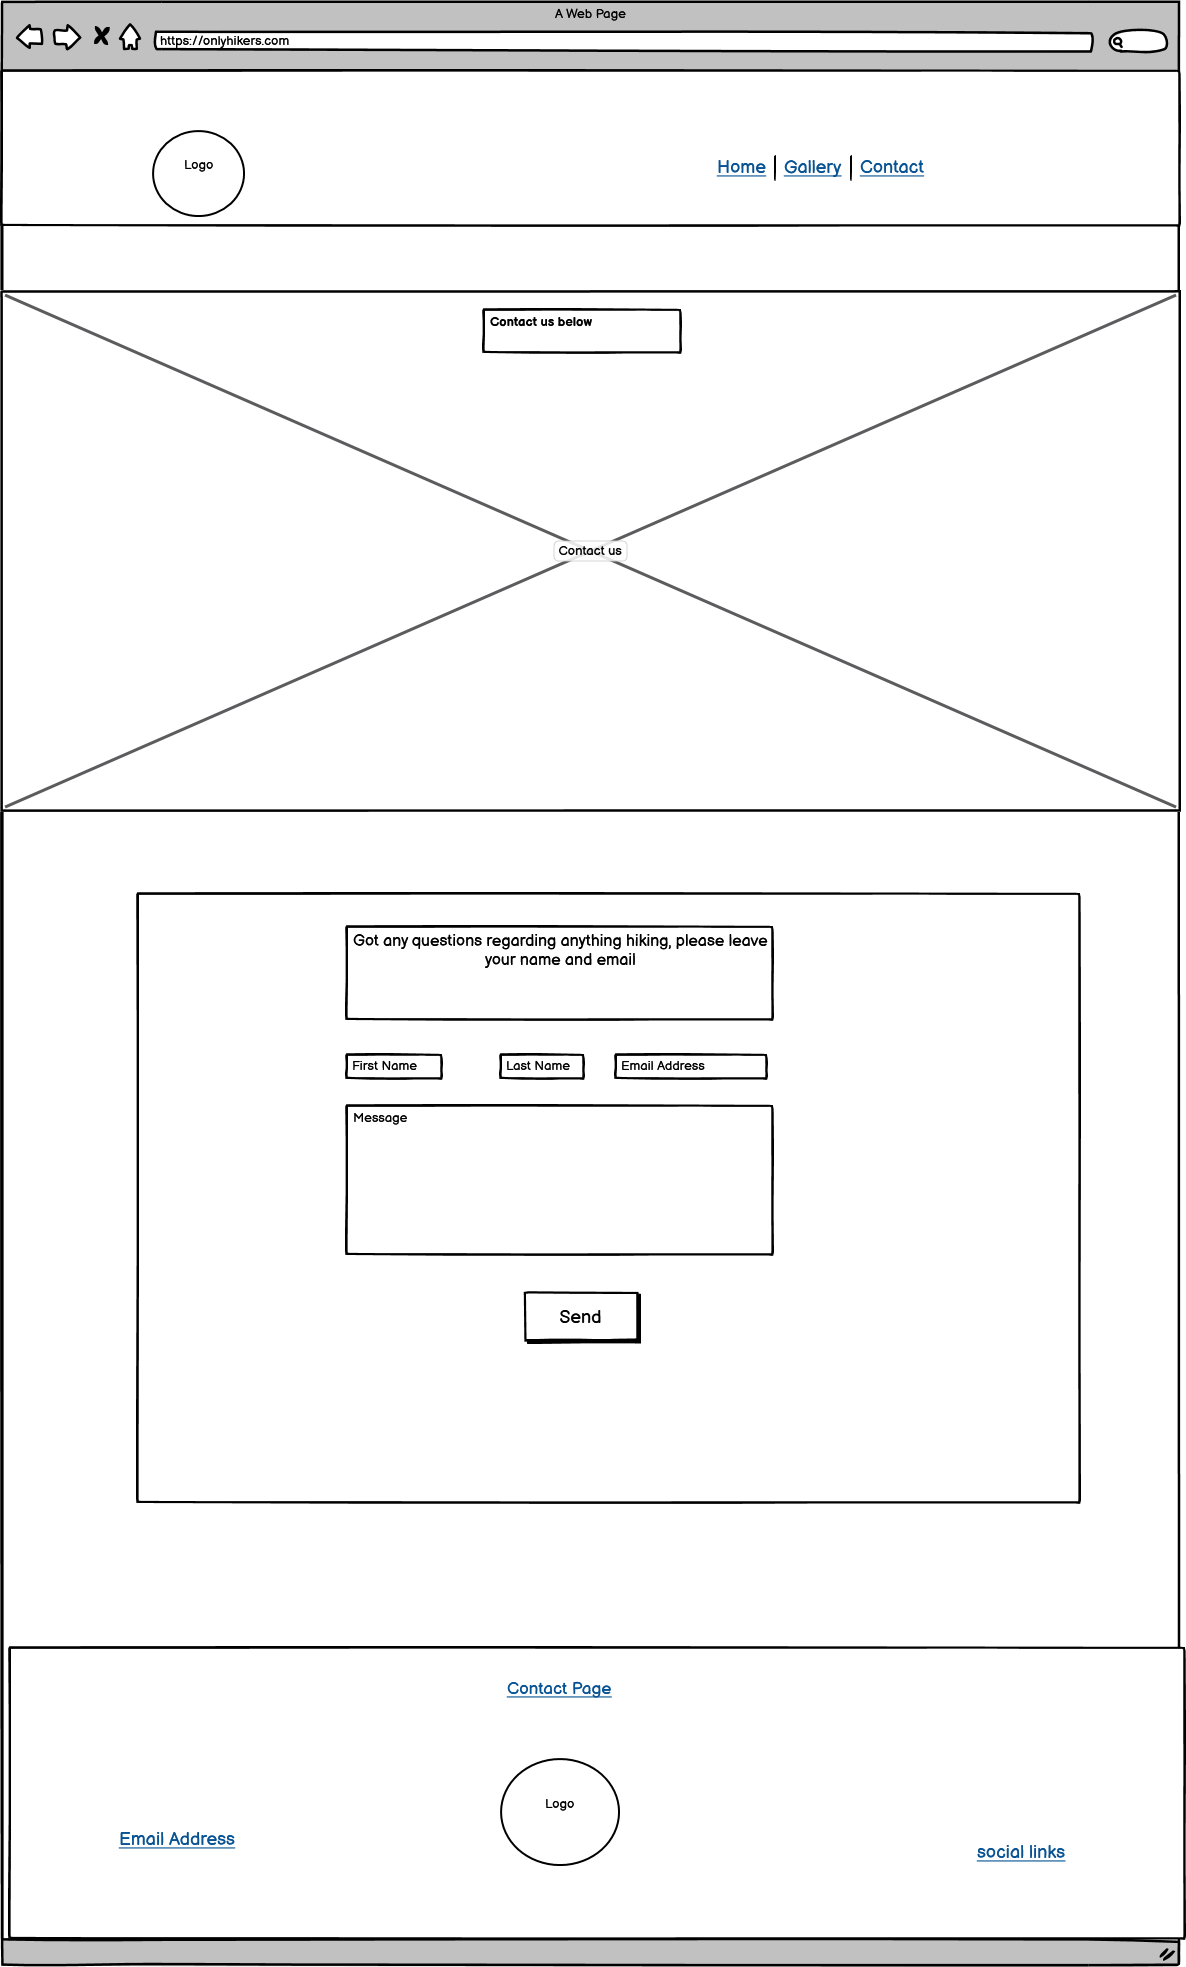 A Web Page
https://onlyhikers.com
Logo
Home | Gallery | Contact
Contact us below
Contact us
Got any questions regarding anything hiking, please leave
your name and email
First Name
Last Name
Email Address
Message
Send
Contact Page
Logo
Email Address
social links